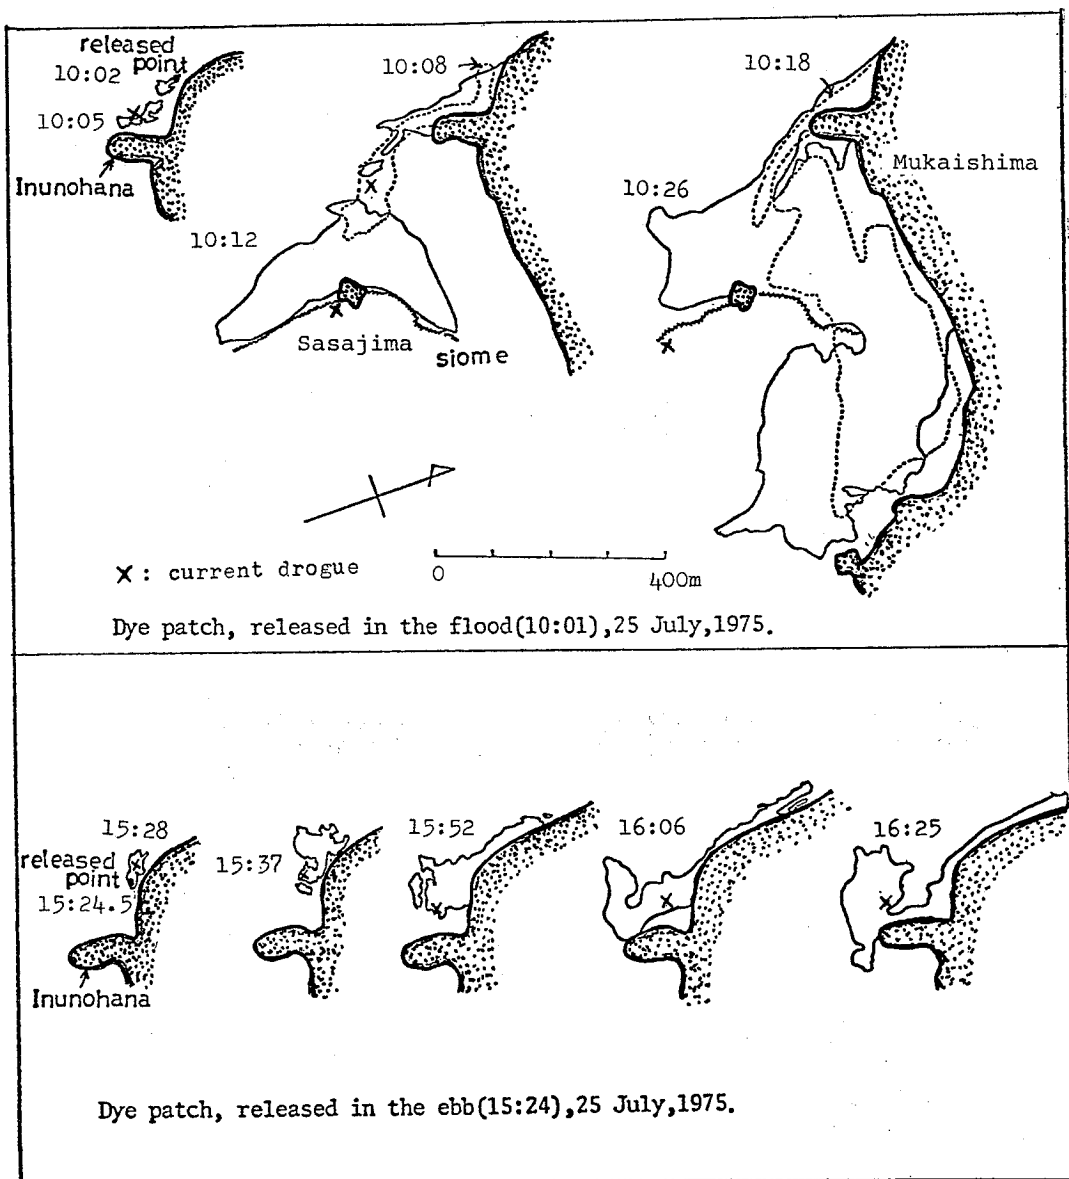 released
point
10:02
10:05
Inunohana
10:08
10:12
Sasajima
siome
10:18
Mukaishima
10:26
X : current drogue
0
400m
Dye patch, released in the flood(10:01),25 July,1975.
15:28
released
point
15:24.5
Inunohana
15:37
15:52
16:06
16:25
Dye patch, released in the ebb(15:24),25 July,1975.